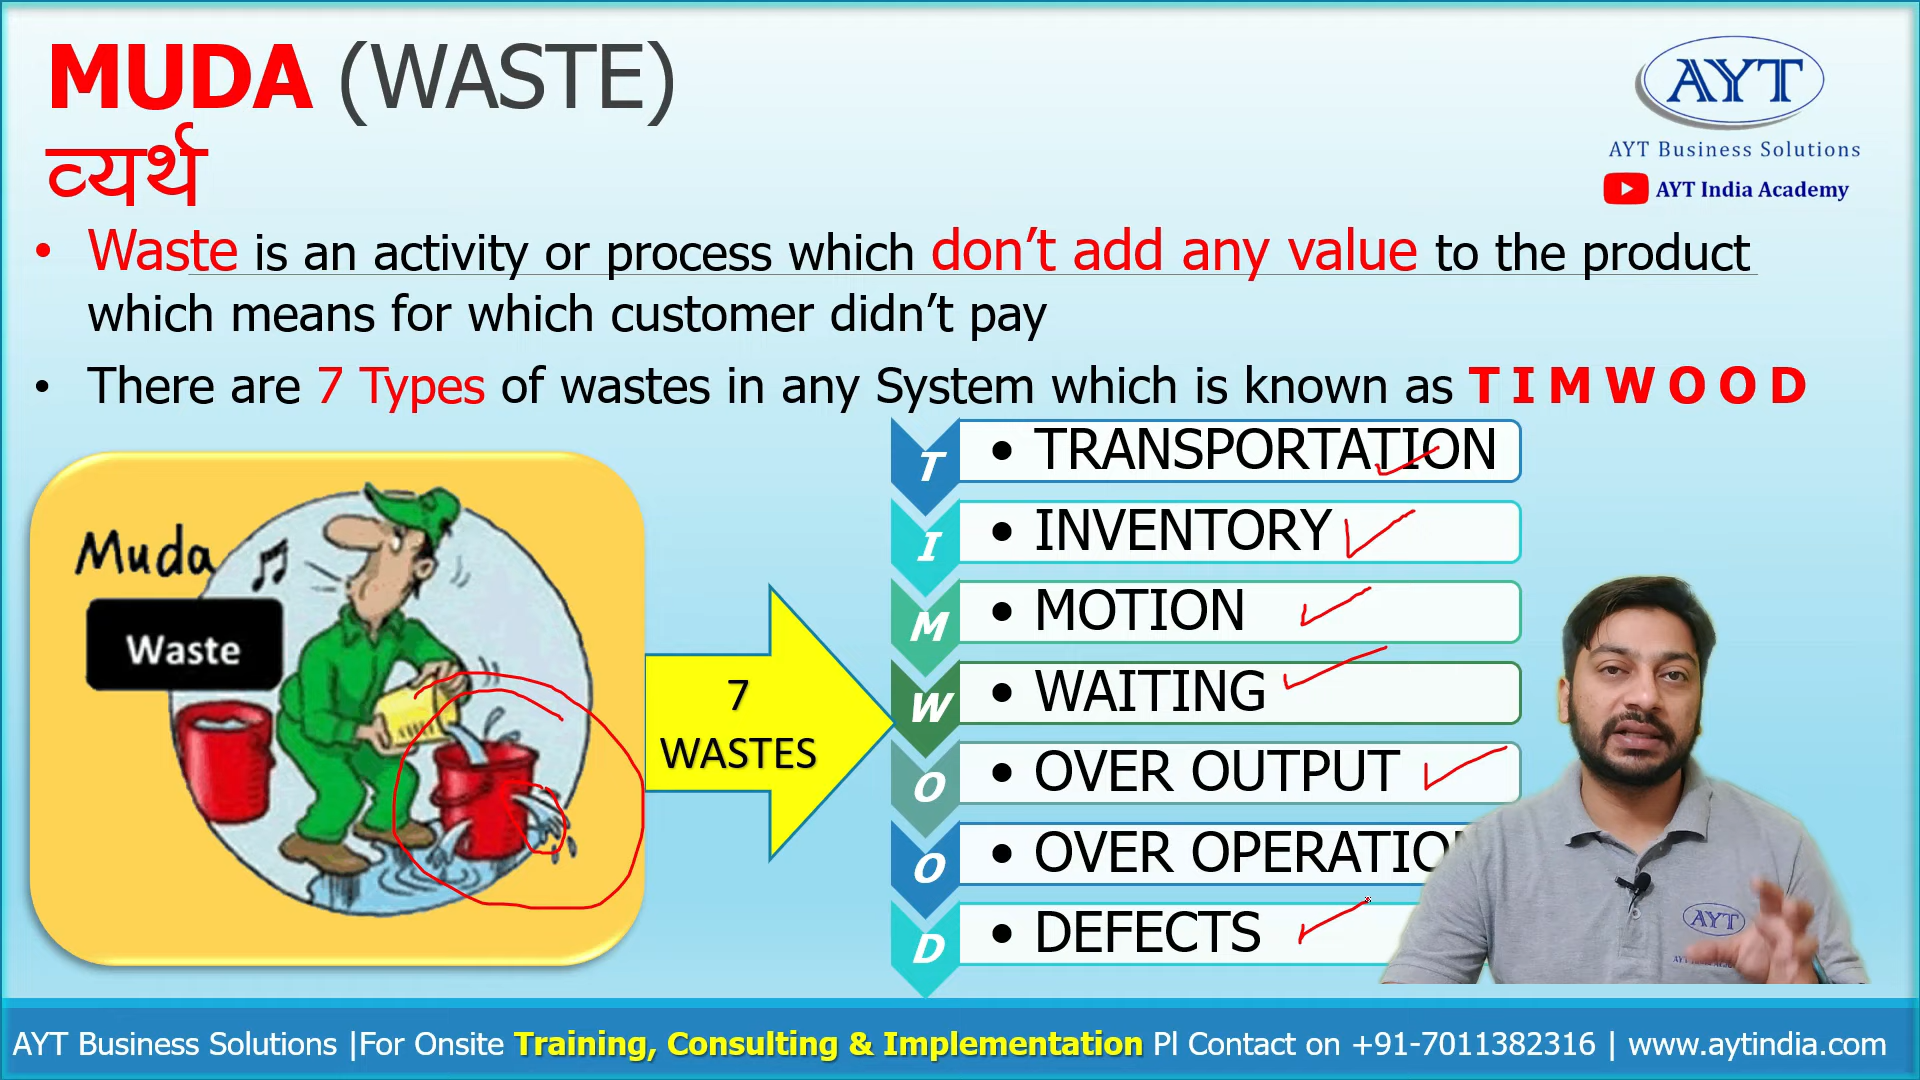 MUDA (WASTE)
व्यर्थ
AYT
AYT Business Solutions
AYT India Academy
• Waste is an activity or process which don't add any value to the product
which means for which customer didn't pay
• There are 7 Types of wastes in any System which is known as T I M W O O D
Muda
Waste
7
WASTES
T • TRANSPORTATION
I • INVENTORY
M • MOTION
W • WAITING
O • OVER OUTPUT
O • OVER OPERATIO
D • DEFECTS
AYT
AYT Business Solutions |For Onsite Training, Consulting & Implementation Pl Contact on +91-7011382316 | www.aytindia.com